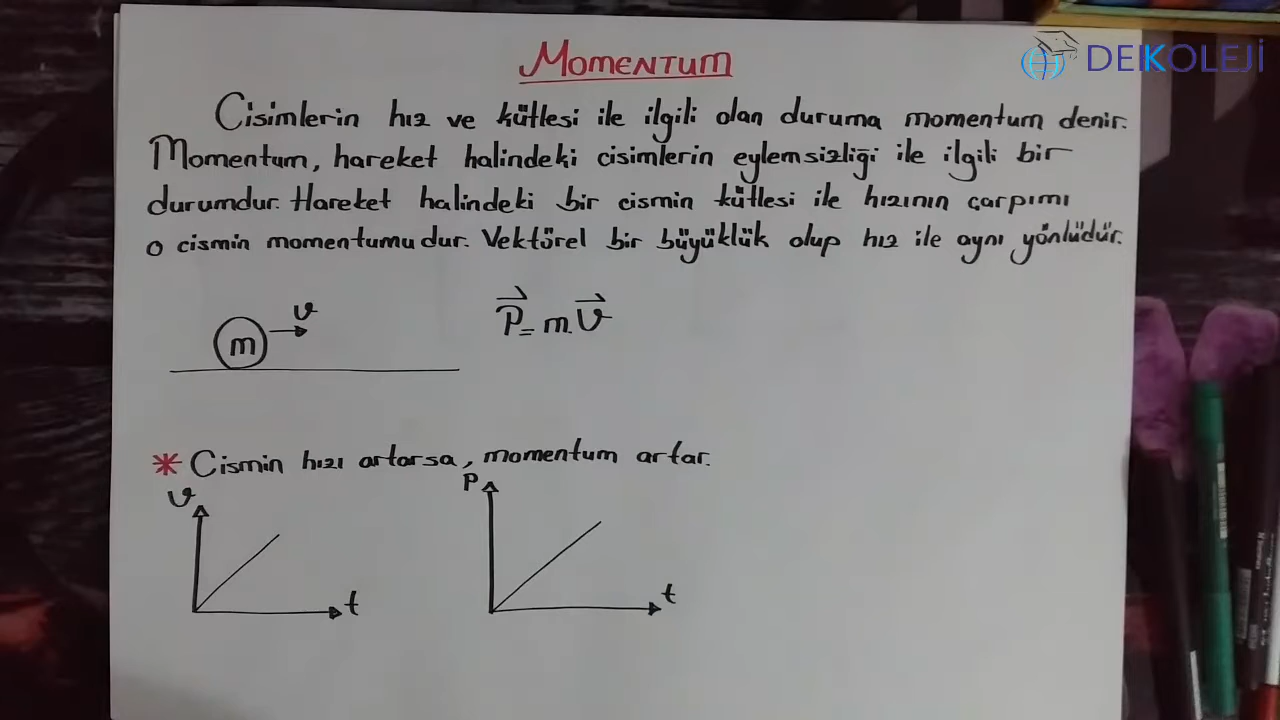 MOMENTUM
DEKKOLEJİ
Cisimlerin hız ve kütlesi ile ilgili olan duruma momentum denir.
Momentum, hareket halindeki cisimlerin eylemsizliği ile ilgili bir
durumdur. Hareket halindeki bir cismin kütlesi ile hızının çarpımı
o cismin momentumudur. Vektörel bir büyüklük olup hız ile aynı yönlüdür.
m
v
P = m.v
* Cismin hızı artarsa, momentum artar.
v
t
P
t